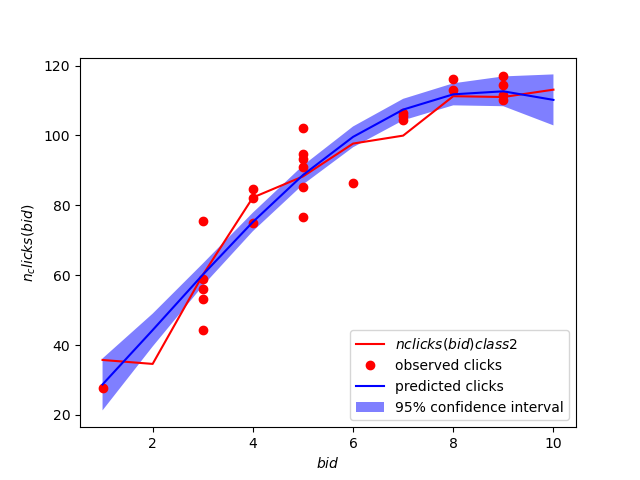 120
100
80
60
40
20
n_clicks(bid)
nclicks(bid)class2
observed clicks
predicted clicks
95% confidence interval
2
4
6
8
10
bid